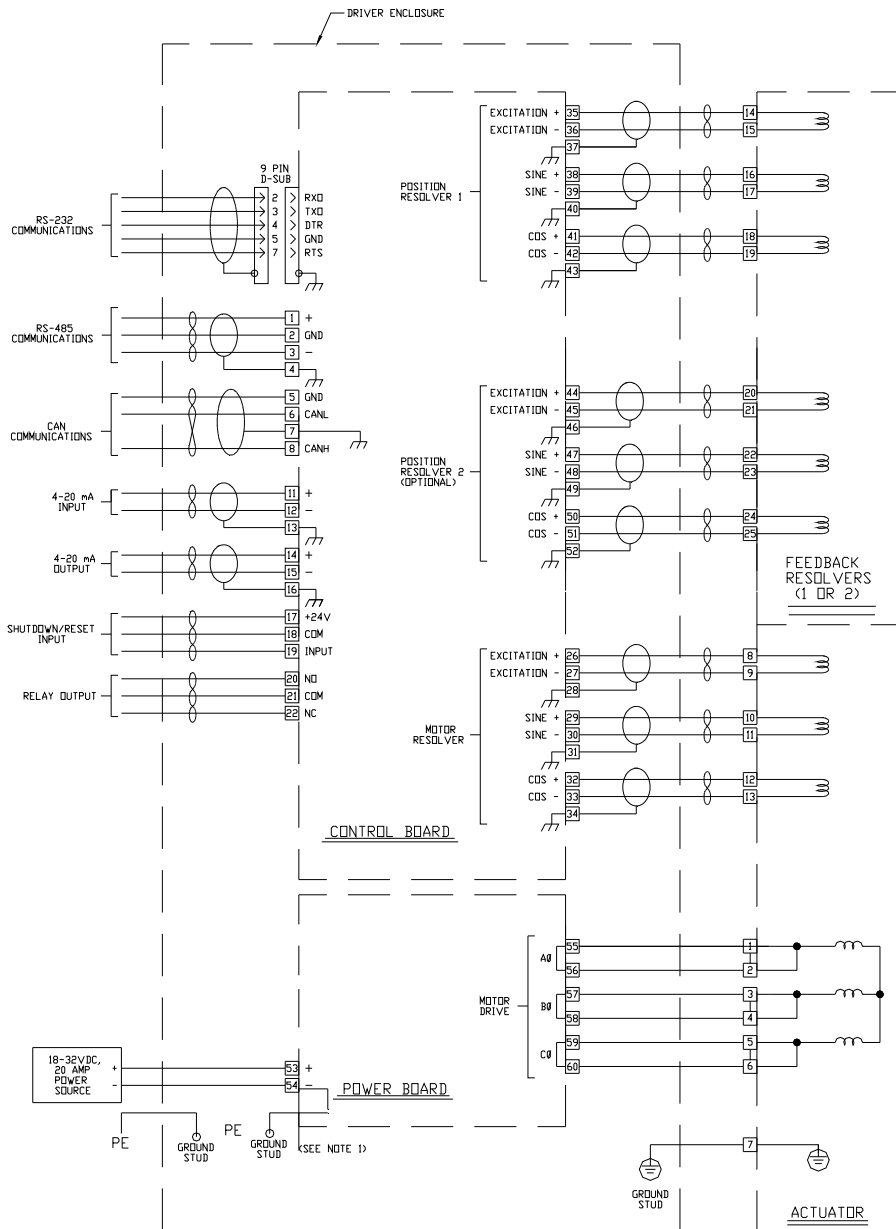 DRIVER ENCLOSURE
9 PIN
D-SUB
RS-232
COMMUNICATIONS
2 RXD
3 TXD
4 DTR
5 GND
7 RTS
RS-485
COMMUNICATIONS
1 +
2 GND
3 -
4
CAN
COMMUNICATIONS
5 GND
6 CANL
7
8 CANH
4-20 mA
INPUT
11 +
12 -
13
4-20 mA
OUTPUT
14 +
15 -
16
SHUTDOWN/RESET
INPUT
17 +24V
18 COM
19 INPUT
RELAY OUTPUT
20 NO
21 COM
22 NC
POSITION
RESOLVER 1
EXCITATION + 35 14
EXCITATION - 36 15
37
SINE + 38 16
SINE - 39 17
40
COS + 41 18
COS - 42 19
43
POSITION
RESOLVER 2
(OPTIONAL)
EXCITATION + 44 20
EXCITATION - 45 21
46
SINE + 47 22
SINE - 48 23
49
COS + 50 24
COS - 51 25
52
FEEDBACK
RESOLVERS
(1 OR 2)
MOTOR
RESOLVER
EXCITATION + 26 8
EXCITATION - 27 9
28
SINE + 29 10
SINE - 30 11
31
COS + 32 12
COS - 33 13
34
CONTROL BOARD
MOTOR
DRIVE
AØ
55 1
56 2
BØ
57 3
58 4
CØ
59 5
60 6
18-32VDC,
20 AMP
POWER
SOURCE
+
-
53 +
54 -
POWER BOARD
PE
GROUND
STUD
PE
GROUND
STUD
(SEE NOTE 1)
7
GROUND
STUD
ACTUATOR